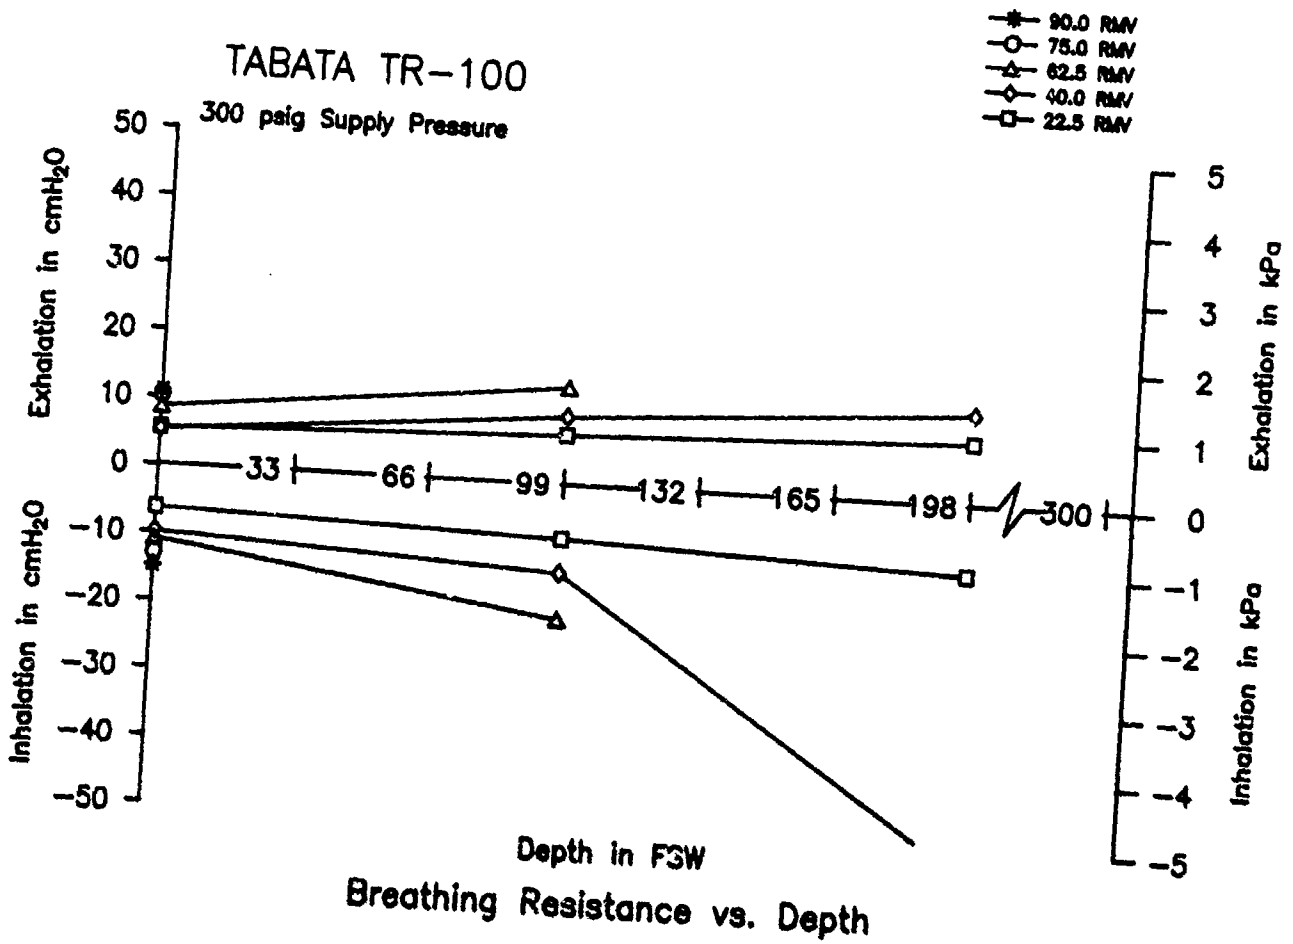 TABATA TR-100
300 psig Supply Pressure
90.0 RMV
75.0 RMV
62.5 RMV
40.0 RMV
22.5 RMV
50
40
30
20
10
0
-10
-20
-30
-40
-50
Exhalation in cmH₂O
Inhalation in cmH₂O
33 66 99 132 165 198 300
5
4
3
2
1
0
-1
-2
-3
-4
-5
Exhalation in kPa
Inhalation in kPa
Depth in FSW
Breathing Resistance vs. Depth